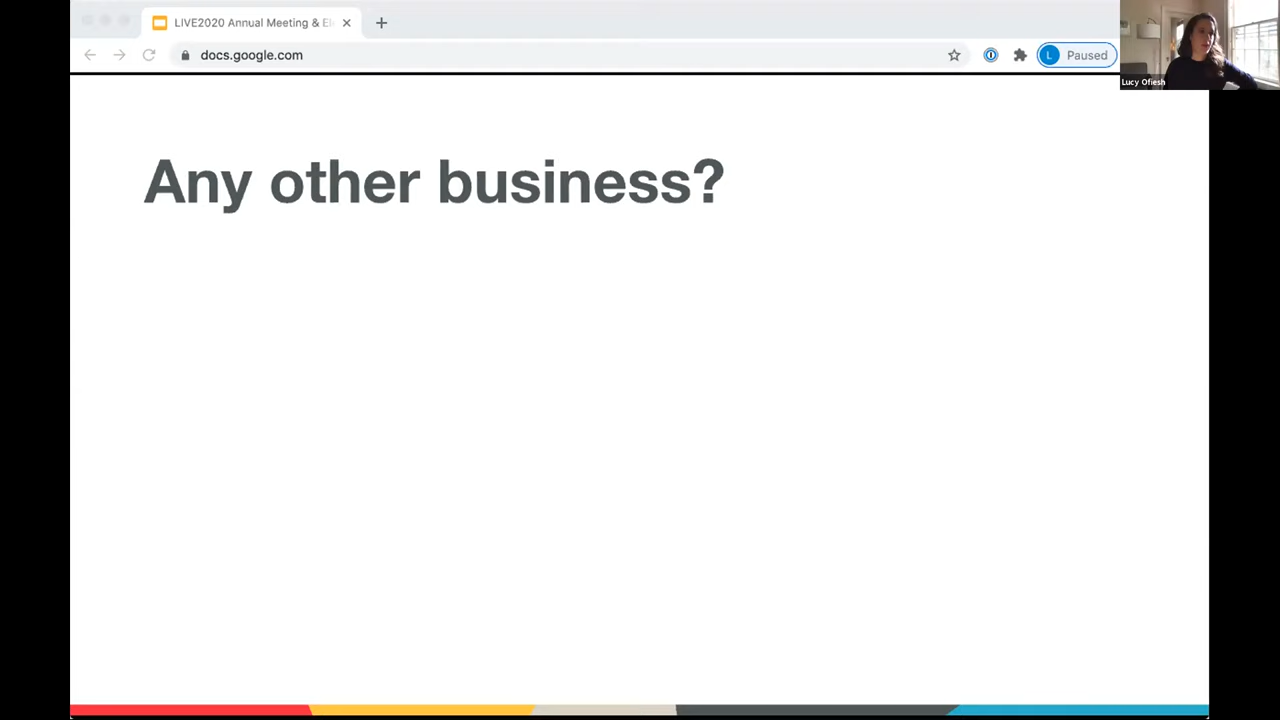 LIVE2020 Annual Meeting & El
docs.google.com
L
Paused
Lucy Ofiesh
Any other business?